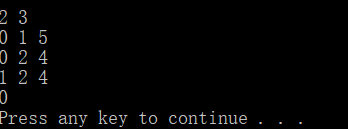 2 3
0 1 5
0 2 4
1 2 4
0
Press any key to continue . . .